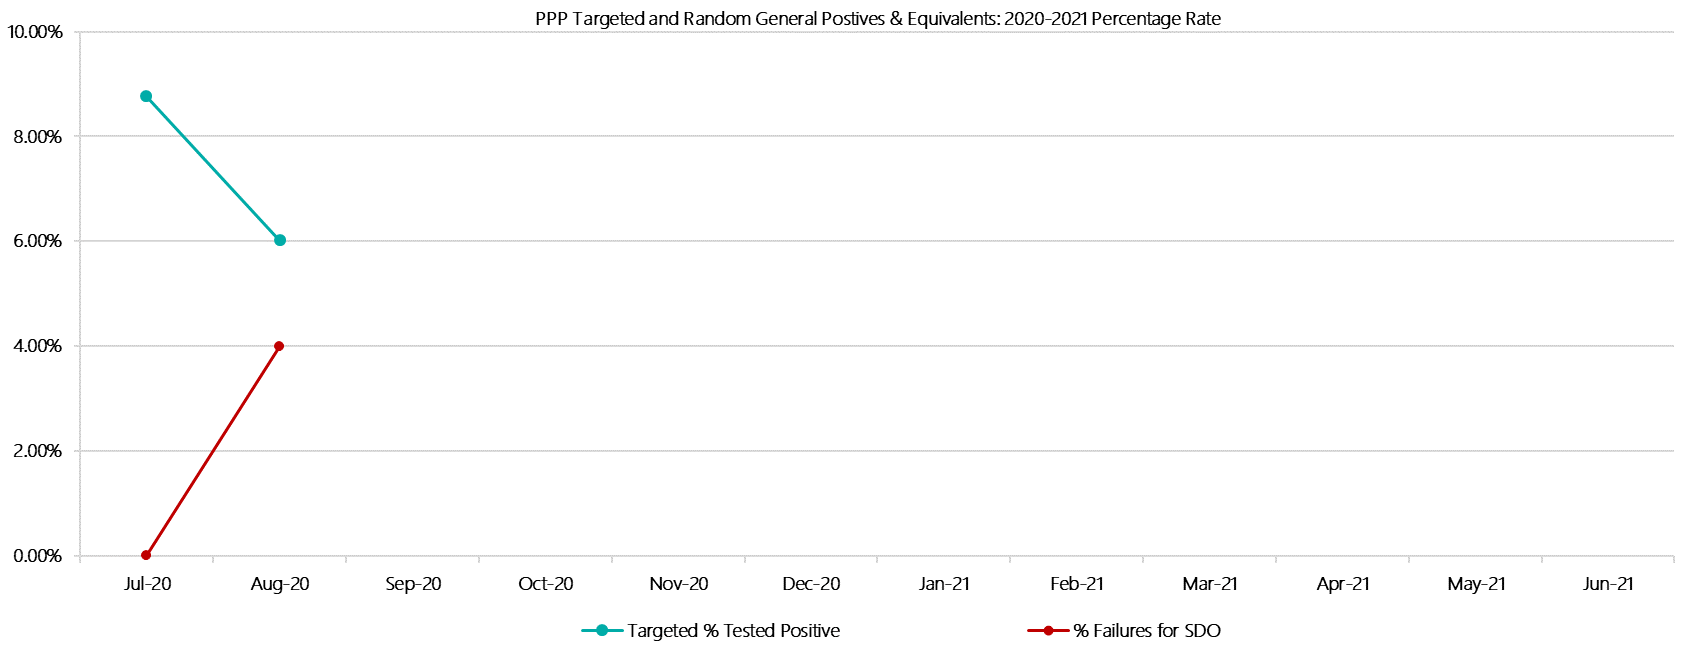 PPP Targeted and Random General Postives & Equivalents: 2020-2021 Percentage Rate
10.00%
8.00%
6.00%
4.00%
2.00%
0.00%
Jul-20 Aug-20 Sep-20 Oct-20 Nov-20 Dec-20 Jan-21 Feb-21 Mar-21 Apr-21 May-21 Jun-21
Targeted % Tested Positive % Failures for SDO